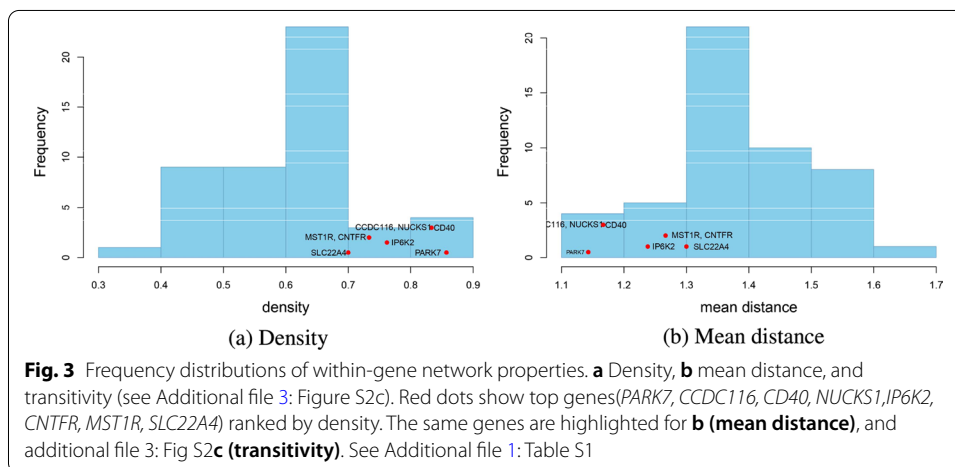 Frequency
20
15
10
5
0
CCDC116, NUCKS1 CD40
MST1R, CNTFR
IP6K2
SLC22A4 PARK7
0.3 0.4 0.5 0.6 0.7 0.8 0.9
density
(a) Density
Frequency
20
15
10
5
0
C116, NUCKS1 CD40
MST1R, CNTFR
IP6K2 SLC22A4
PARK7
1.1 1.2 1.3 1.4 1.5 1.6 1.7
mean distance
(b) Mean distance
Fig. 3 Frequency distributions of within-gene network properties. a Density, b mean distance, and
transitivity (see Additional file 3: Figure S2c). Red dots show top genes(PARK7, CCDC116, CD40, NUCKS1,IP6K2,
CNTFR, MST1R, SLC22A4) ranked by density. The same genes are highlighted for b (mean distance), and
additional file 3: Fig S2c (transitivity). See Additional file 1: Table S1